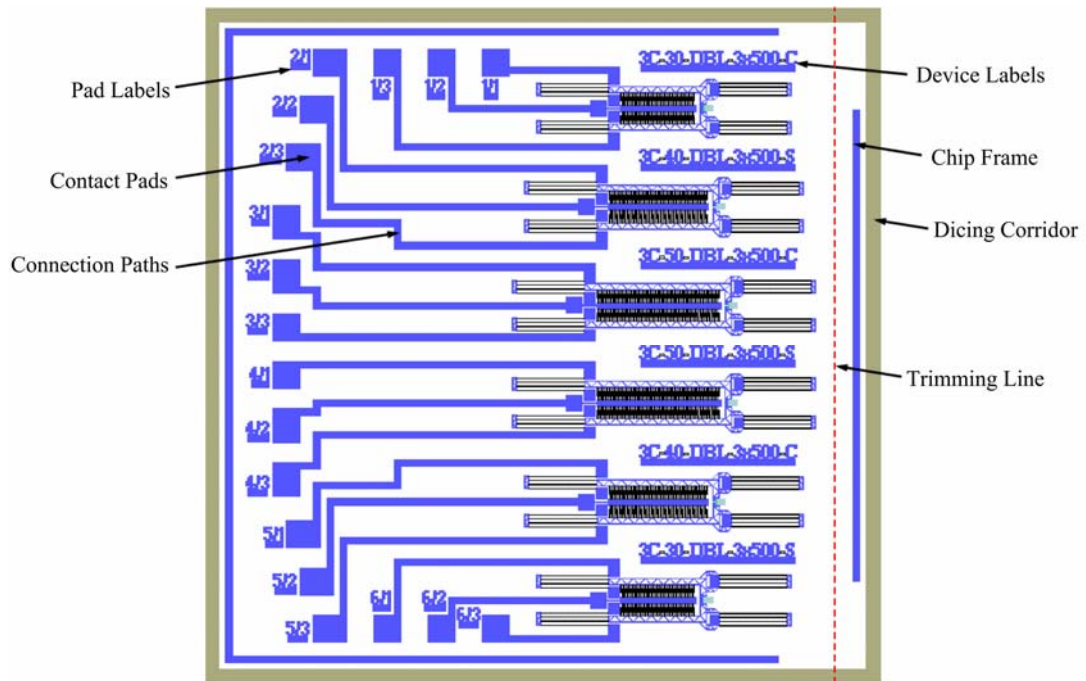 2/1
1/3
1/2
1/1
3C-30-DBL-3x500-C
Pad Labels
Device Labels
2/2
2/3
3C-40-DBL-3x500-S
Chip Frame
Contact Pads
3/1
Dicing Corridor
Connection Paths
3/2
3C-50-DBL-3x500-C
3/3
3C-50-DBL-3x500-S
4/1
Trimming Line
4/2
3C-40-DBL-3x500-C
4/3
5/1
3C-30-DBL-3x500-S
5/2
6/1
6/2
6/3
5/3